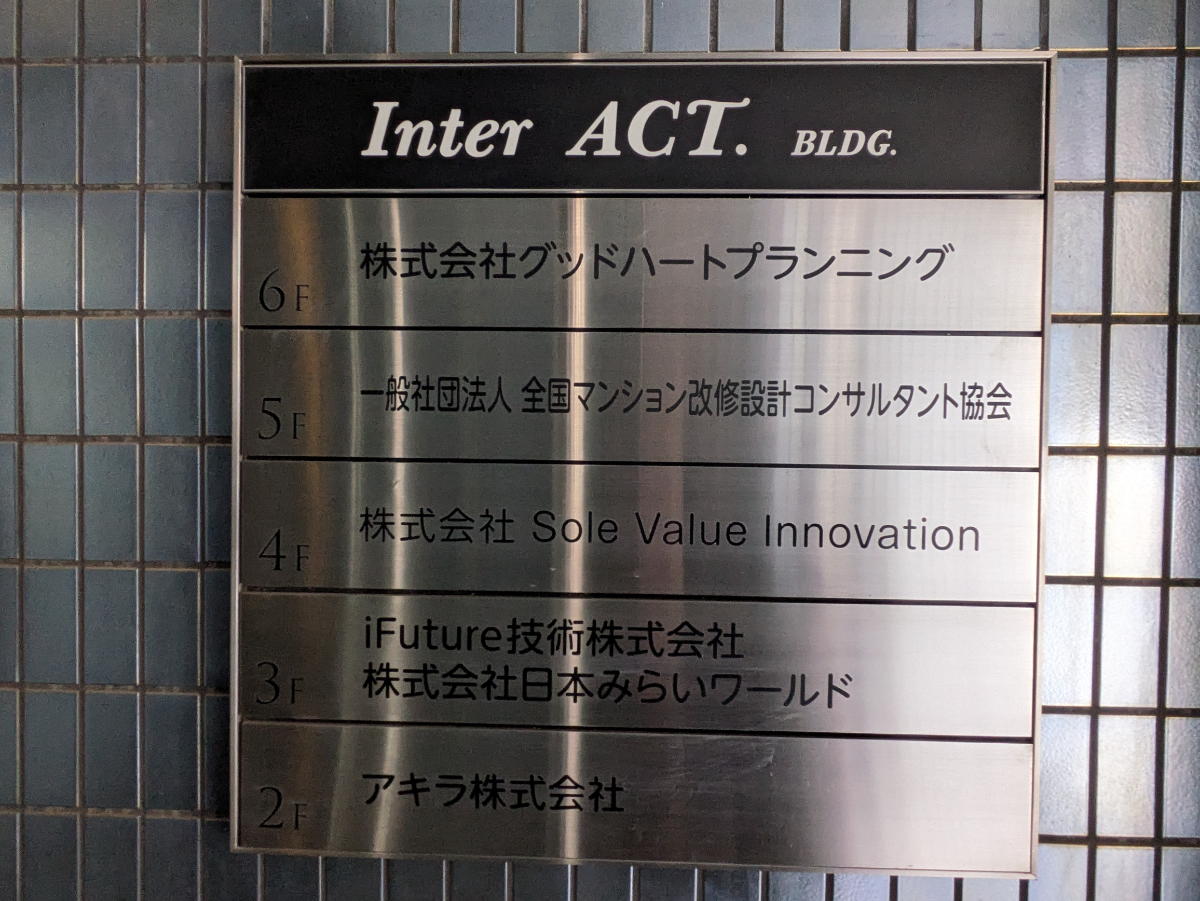 Inter ACT. BLDG.
6F 株式会社グッドハートプランニング
5F 一般社団法人 全国マンション改修設計コンサルタント協会
4F 株式会社 Sole Value Innovation
3F iFuture技術株式会社
株式会社日本みらいワールド
2F アキラ株式会社